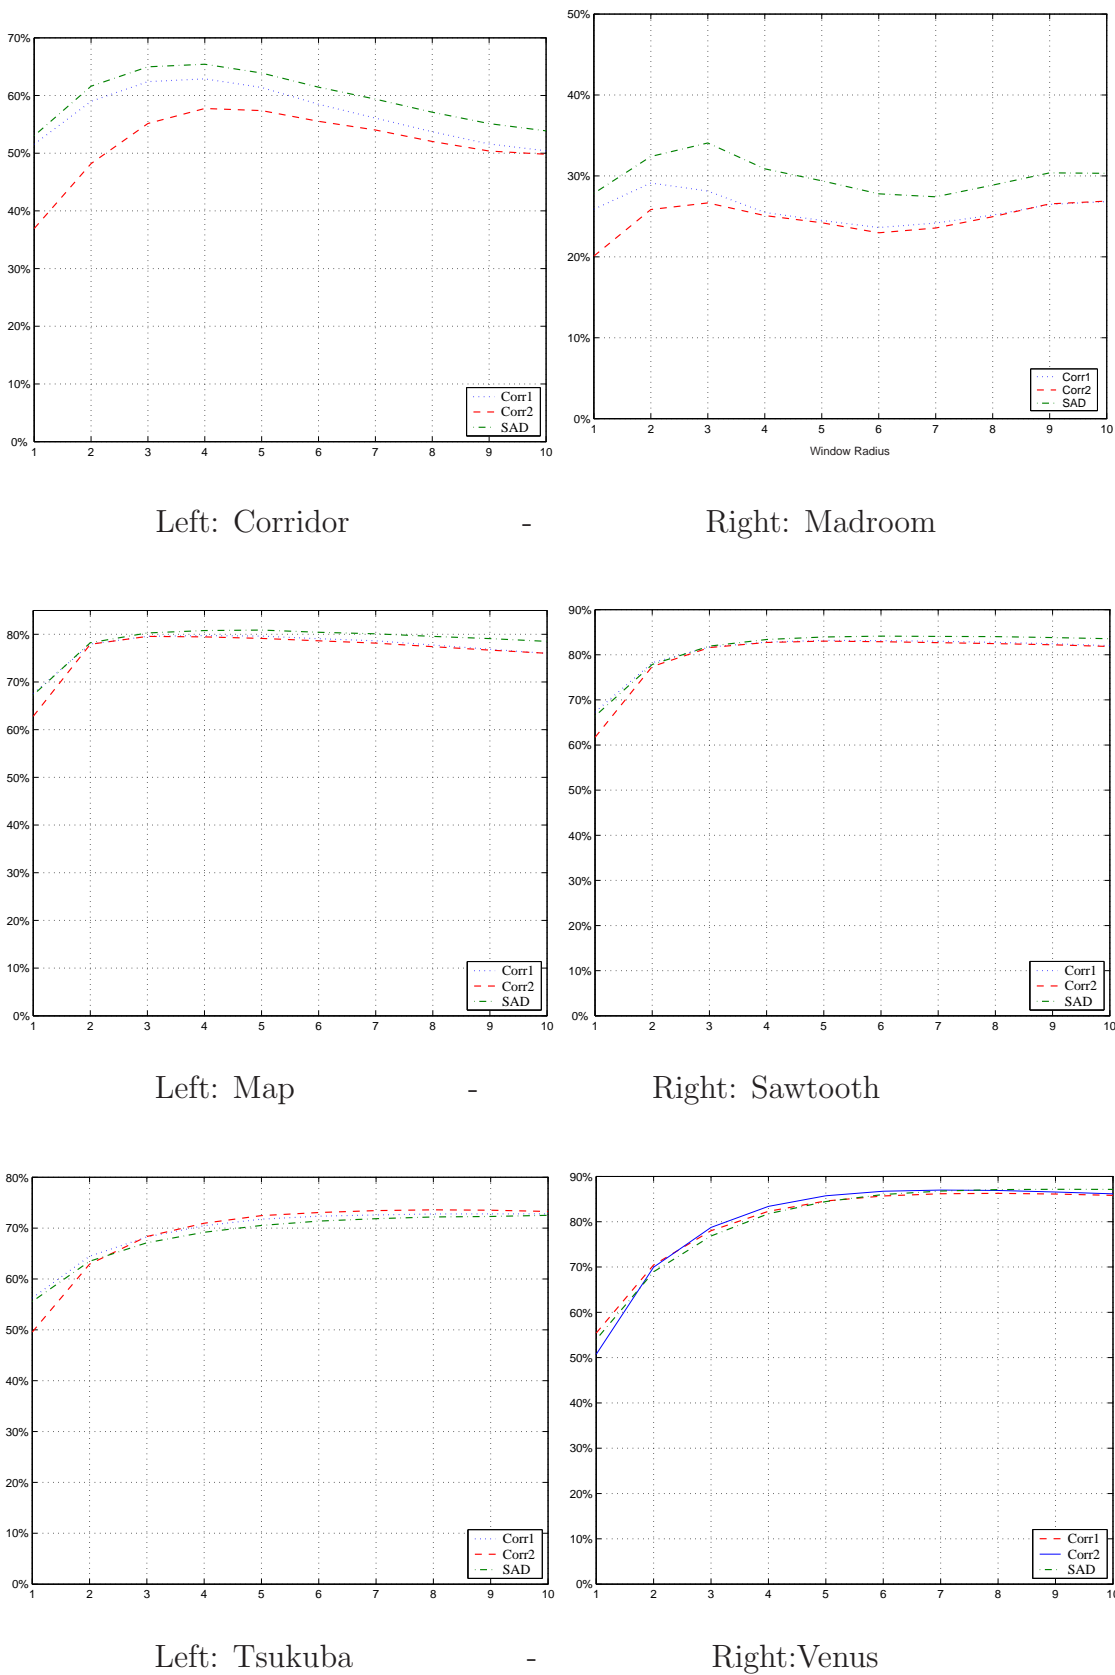 70%
60%
50%
40%
30%
20%
10%
0%
1 2 3 4 5 6 7 8 9 10
Corr1
Corr2
SAD
50%
40%
30%
20%
10%
0%
1 2 3 4 5 6 7 8 9 10
Window Radius
Corr1
Corr2
SAD
Left: Corridor - Right: Madroom
80%
70%
60%
50%
40%
30%
20%
10%
0%
1 2 3 4 5 6 7 8 9 10
Corr1
Corr2
SAD
90%
80%
70%
60%
50%
40%
30%
20%
10%
0%
1 2 3 4 5 6 7 8 9 10
Corr1
Corr2
SAD
Left: Map - Right: Sawtooth
80%
70%
60%
50%
40%
30%
20%
10%
0%
1 2 3 4 5 6 7 8 9 10
Corr1
Corr2
SAD
90%
80%
70%
60%
50%
40%
30%
20%
10%
0%
1 2 3 4 5 6 7 8 9 10
Corr1
Corr2
SAD
Left: Tsukuba - Right:Venus